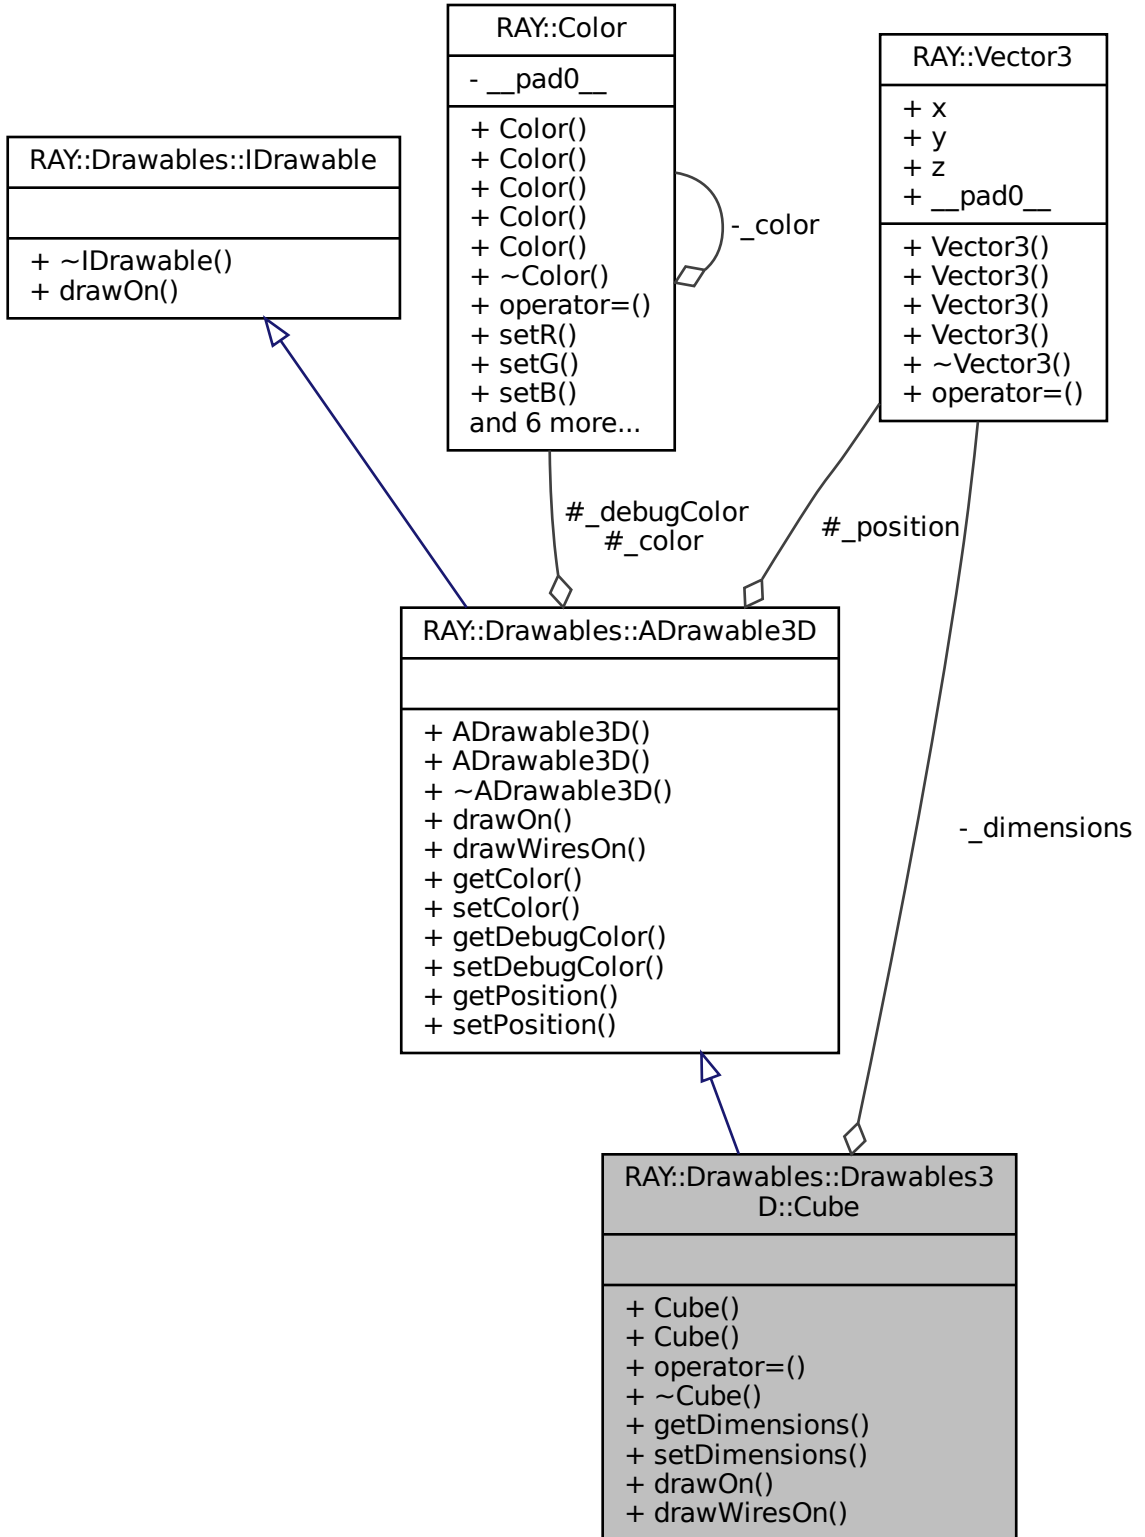 RAY::Color
- __pad0__
+ Color()
+ Color()
+ Color()
+ Color()
+ Color()
+ ~Color()
+ operator=()
+ setR()
+ setG()
+ setB()
and 6 more...
-_color
RAY::Vector3
+ x
+ y
+ z
+ __pad0__
+ Vector3()
+ Vector3()
+ Vector3()
+ Vector3()
+ ~Vector3()
+ operator=()
RAY::Drawables::IDrawable
+ ~IDrawable()
+ drawOn()
#_debugColor
#_color
#_position
RAY::Drawables::ADrawable3D
+ ADrawable3D()
+ ADrawable3D()
+ ~ADrawable3D()
+ drawOn()
+ drawWiresOn()
+ getColor()
+ setColor()
+ getDebugColor()
+ setDebugColor()
+ getPosition()
+ setPosition()
-_dimensions
RAY::Drawables::Drawables3
D::Cube
+ Cube()
+ Cube()
+ operator=()
+ ~Cube()
+ getDimensions()
+ setDimensions()
+ drawOn()
+ drawWiresOn()